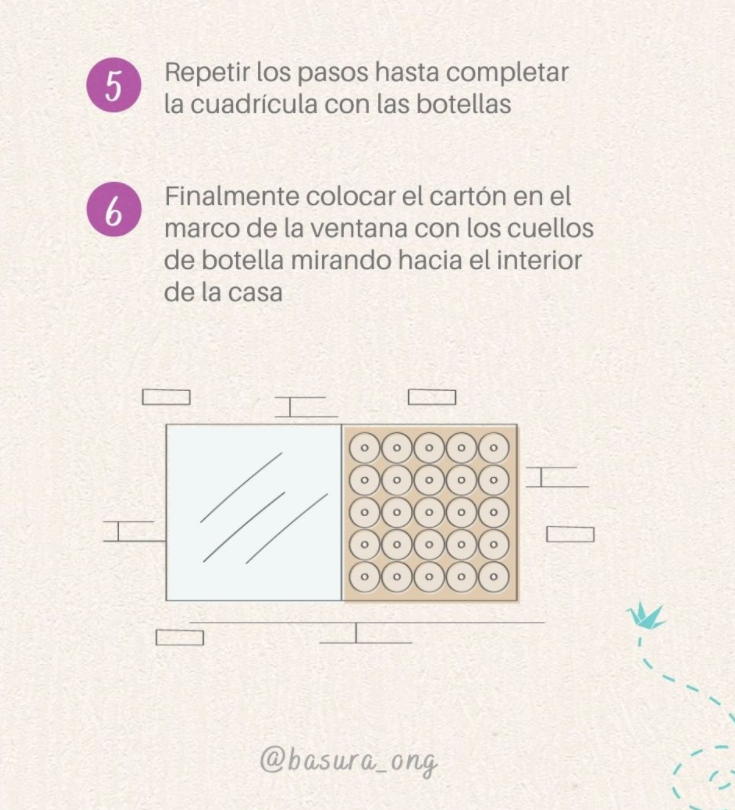 5
Repetir los pasos hasta completar
la cuadrícula con las botellas
6
Finalmente colocar el cartón en el
marco de la ventana con los cuellos
de botella mirando hacia el interior
de la casa
@basura_ong